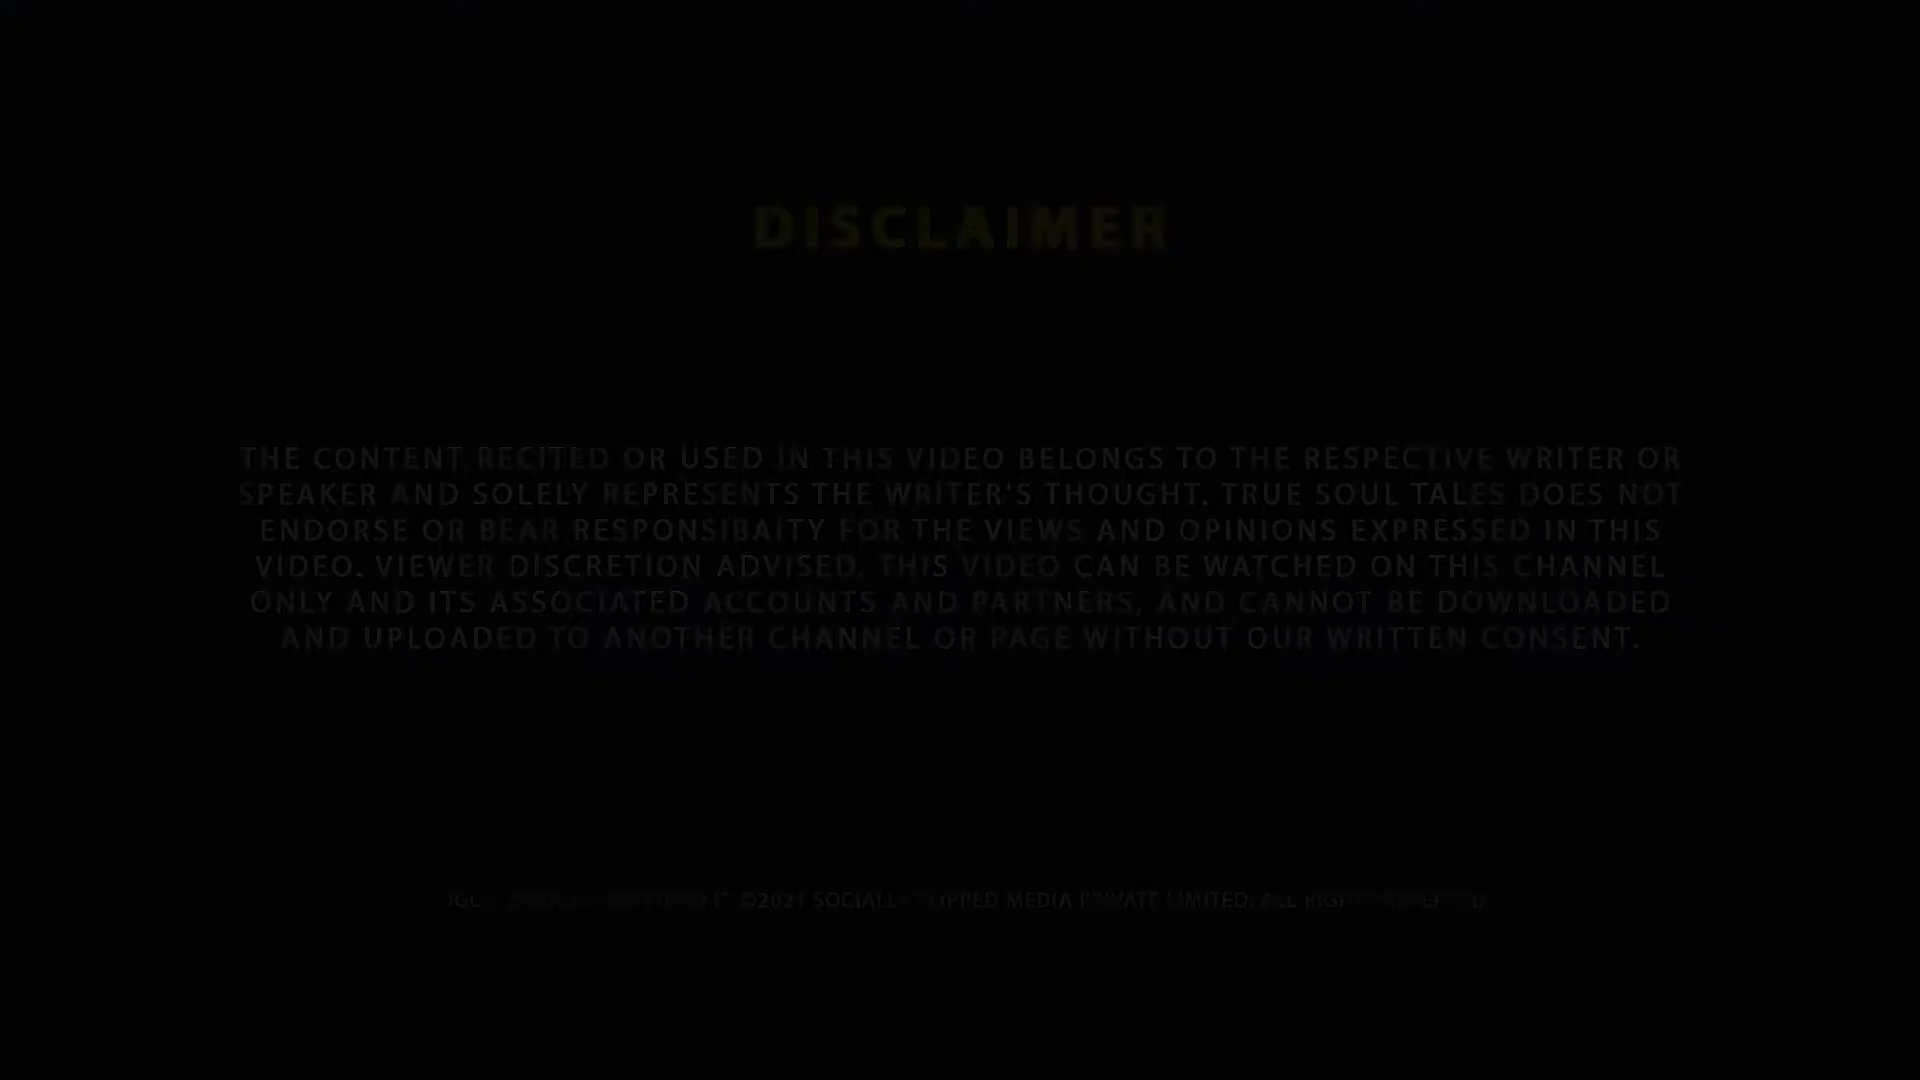 DISCLAIMER
THE CONTENT RECITED OR USED IN THIS VIDEO BELONGS TO THE RESPECTIVE WRITER OR
SPEAKER AND SOLELY REPRESENTS THE WRITER'S THOUGHT. TRUE SOUL TALES DOES NOT
ENDORSE OR BEAR RESPONSIBAITY FOR THE VIEWS AND OPINIONS EXPRESSED IN THIS
VIDEO. VIEWER DISCRETION ADVISED. THIS VIDEO CAN BE WATCHED ON THIS CHANNEL
ONLY AND ITS ASSOCIATED ACCOUNTS AND PARTNERS, AND CANNOT BE DOWNLOADED
AND UPLOADED TO ANOTHER CHANNEL OR PAGE WITHOUT OUR WRITTEN CONSENT.
©2021 MEDIA PRIVATE LIMITED. ALL